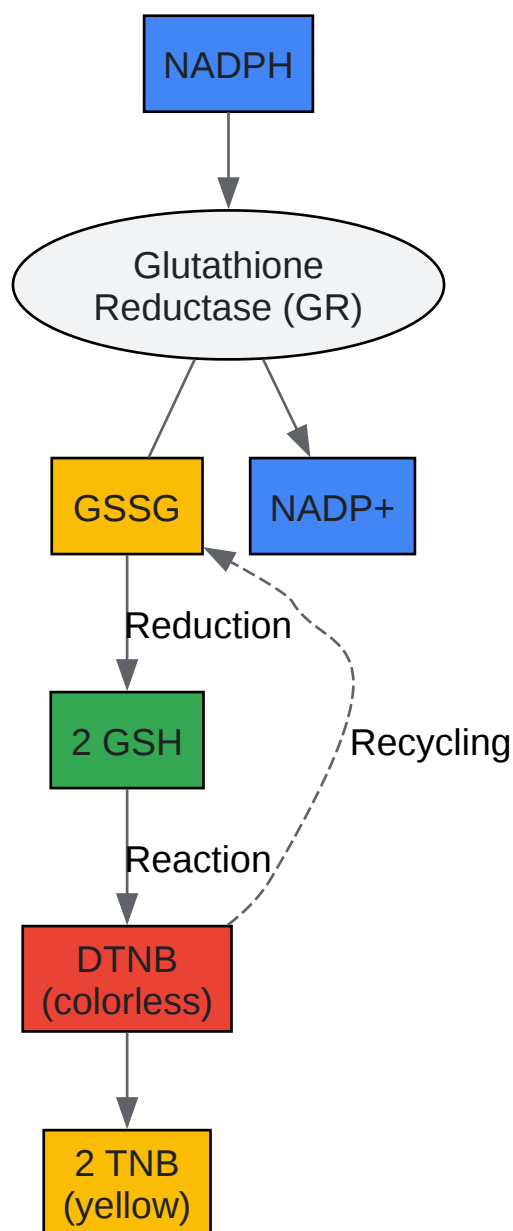 NADPH
Glutathione
Reductase (GR)
GSSG
NADP+
Reduction
2 GSH
Recycling
Reaction
DTNB
(colorless)
2 TNB
(yellow)